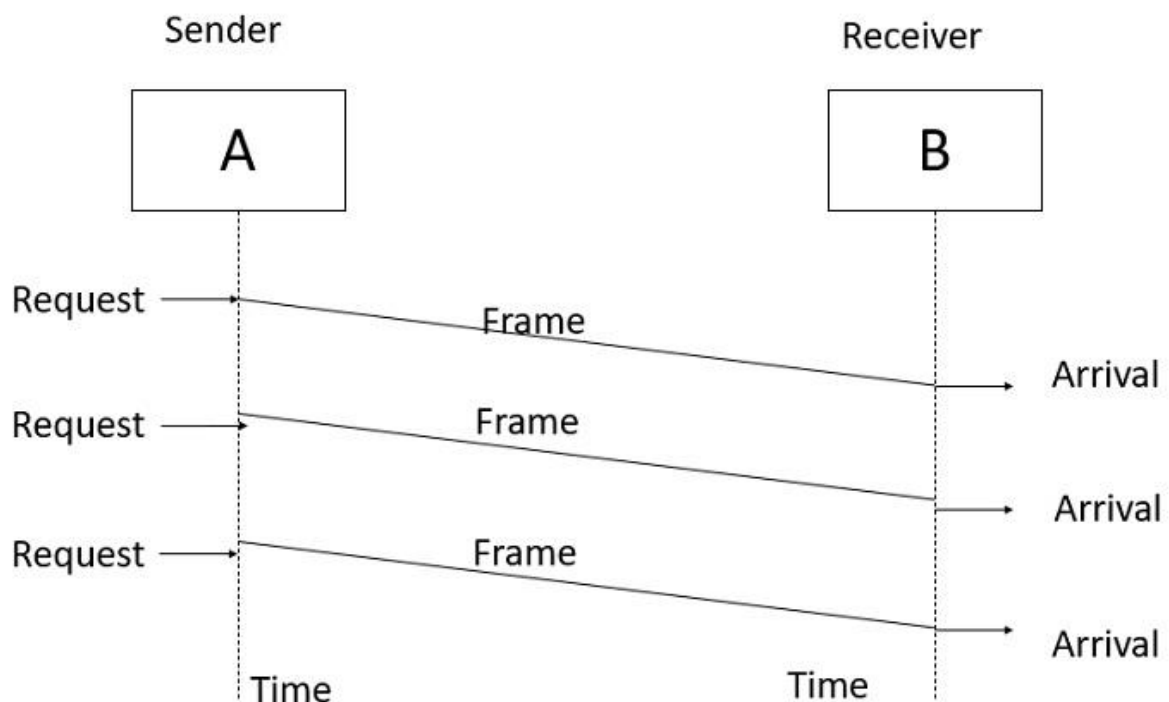 Sender
Receiver
A
B
Request
Frame
Arrival
Request
Frame
Arrival
Request
Frame
Arrival
Time
Time